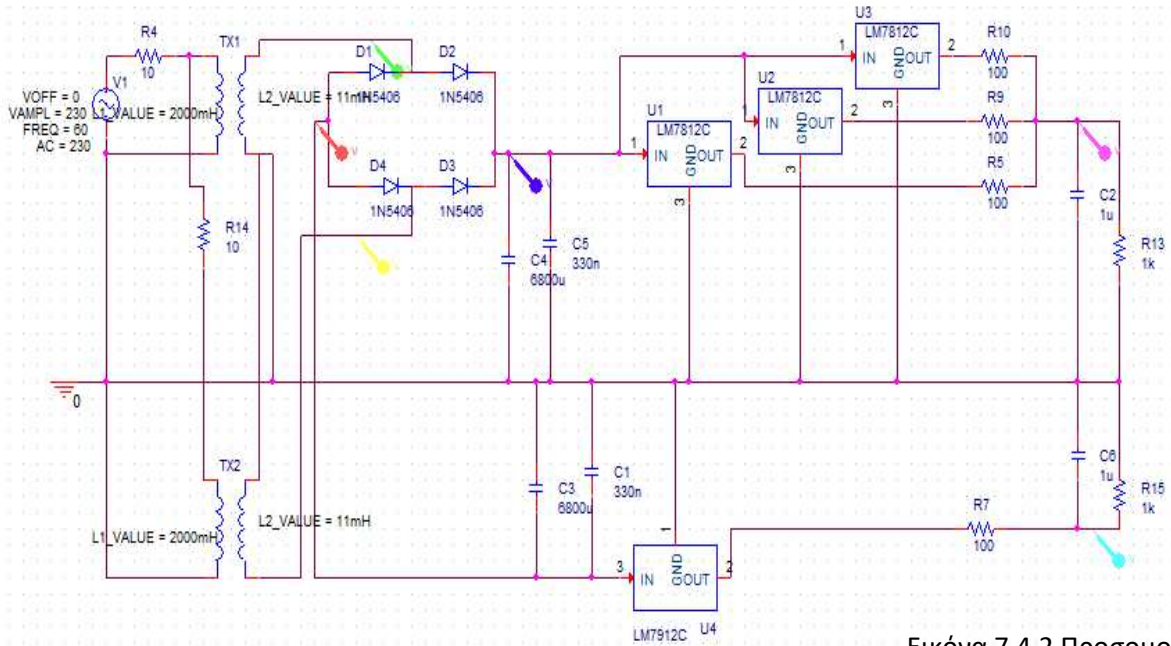 R4
10
V1
VOFF = 0
VAMPL = 230
FREQ = 60
AC = 230
TX1
L1_VALUE = 2000mH
L2_VALUE = 11mH
D1
1N5406
D2
1N5406
D4
1N5406
D3
1N5406
R14
10
C4
6800u
C5
330n
U1
LM7812C
1
IN
OUT
GND
2
3
U2
LM7812C
1
IN
OUT
GND
2
3
U3
LM7812C
1
IN
OUT
GND
2
3
R10
100
R9
100
R5
100
C2
1u
R13
1k
0
TX2
L1_VALUE = 2000mH
L2_VALUE = 11mH
C3
6800u
C1
330n
1
3
IN
GND
OUT
2
LM7912C
U4
R7
100
C6
1u
R15
1k
Εικόνα 7.4.2 Προσομο